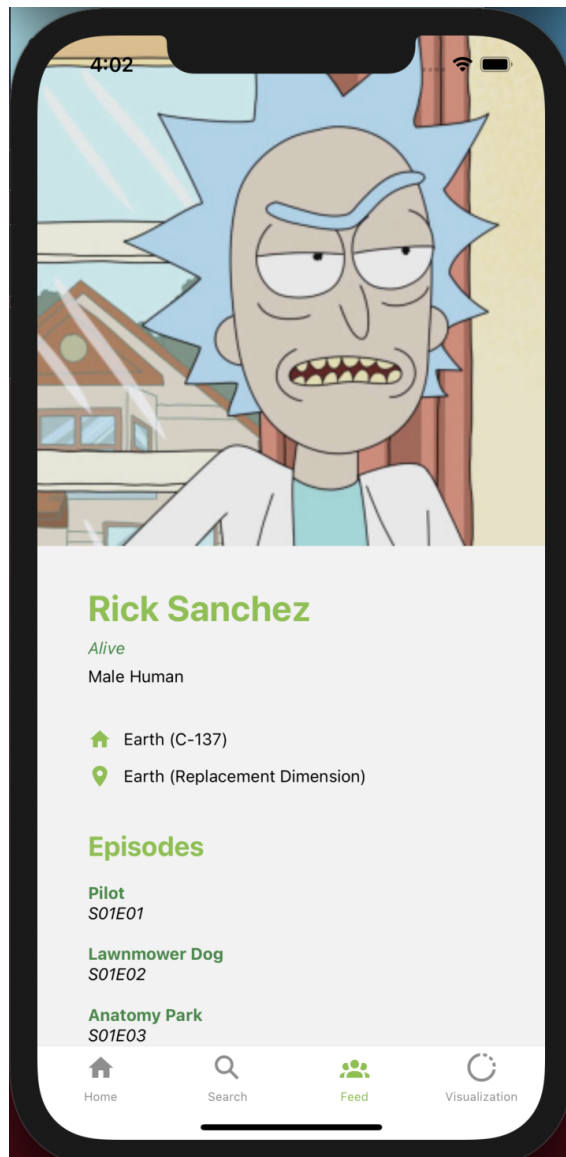 4:02
Rick Sanchez
Alive
Male Human
Earth (C-137)
Earth (Replacement Dimension)
Episodes
Pilot
S01E01
Lawnmower Dog
S01E02
Anatomy Park
S01E03
Home Search Feed Visualization